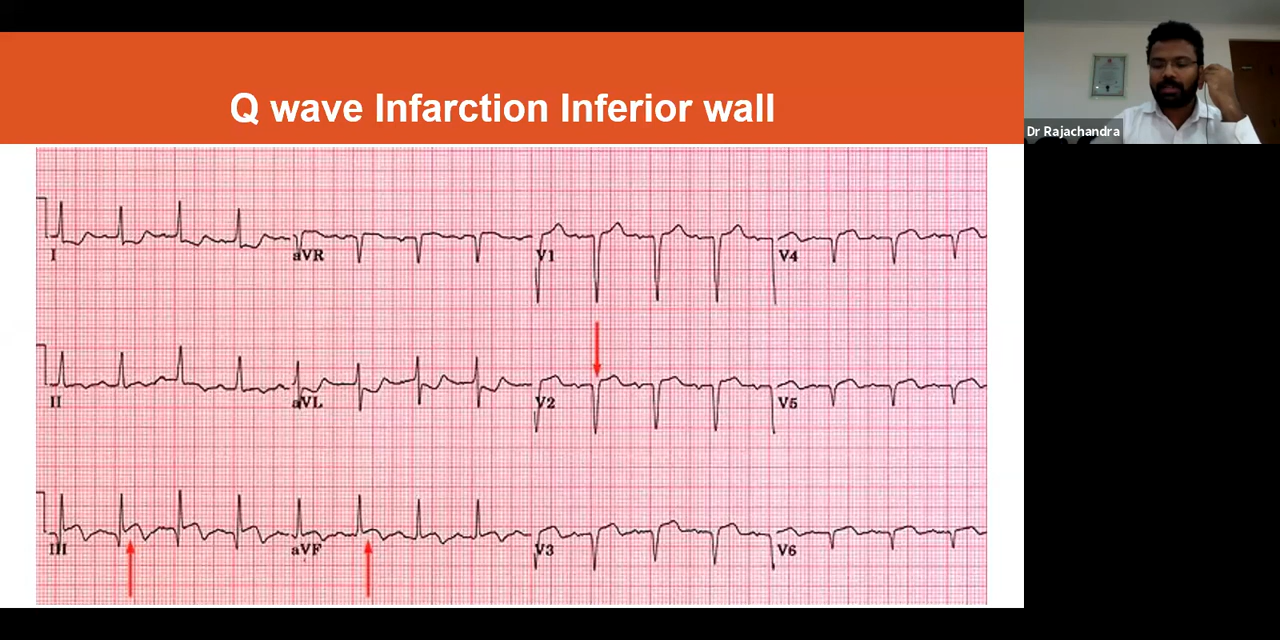 Q wave Infarction Inferior wall
Dr Rajachandra
I aVR V1 V4
II aVL V2 V5
III aVF V3 V6